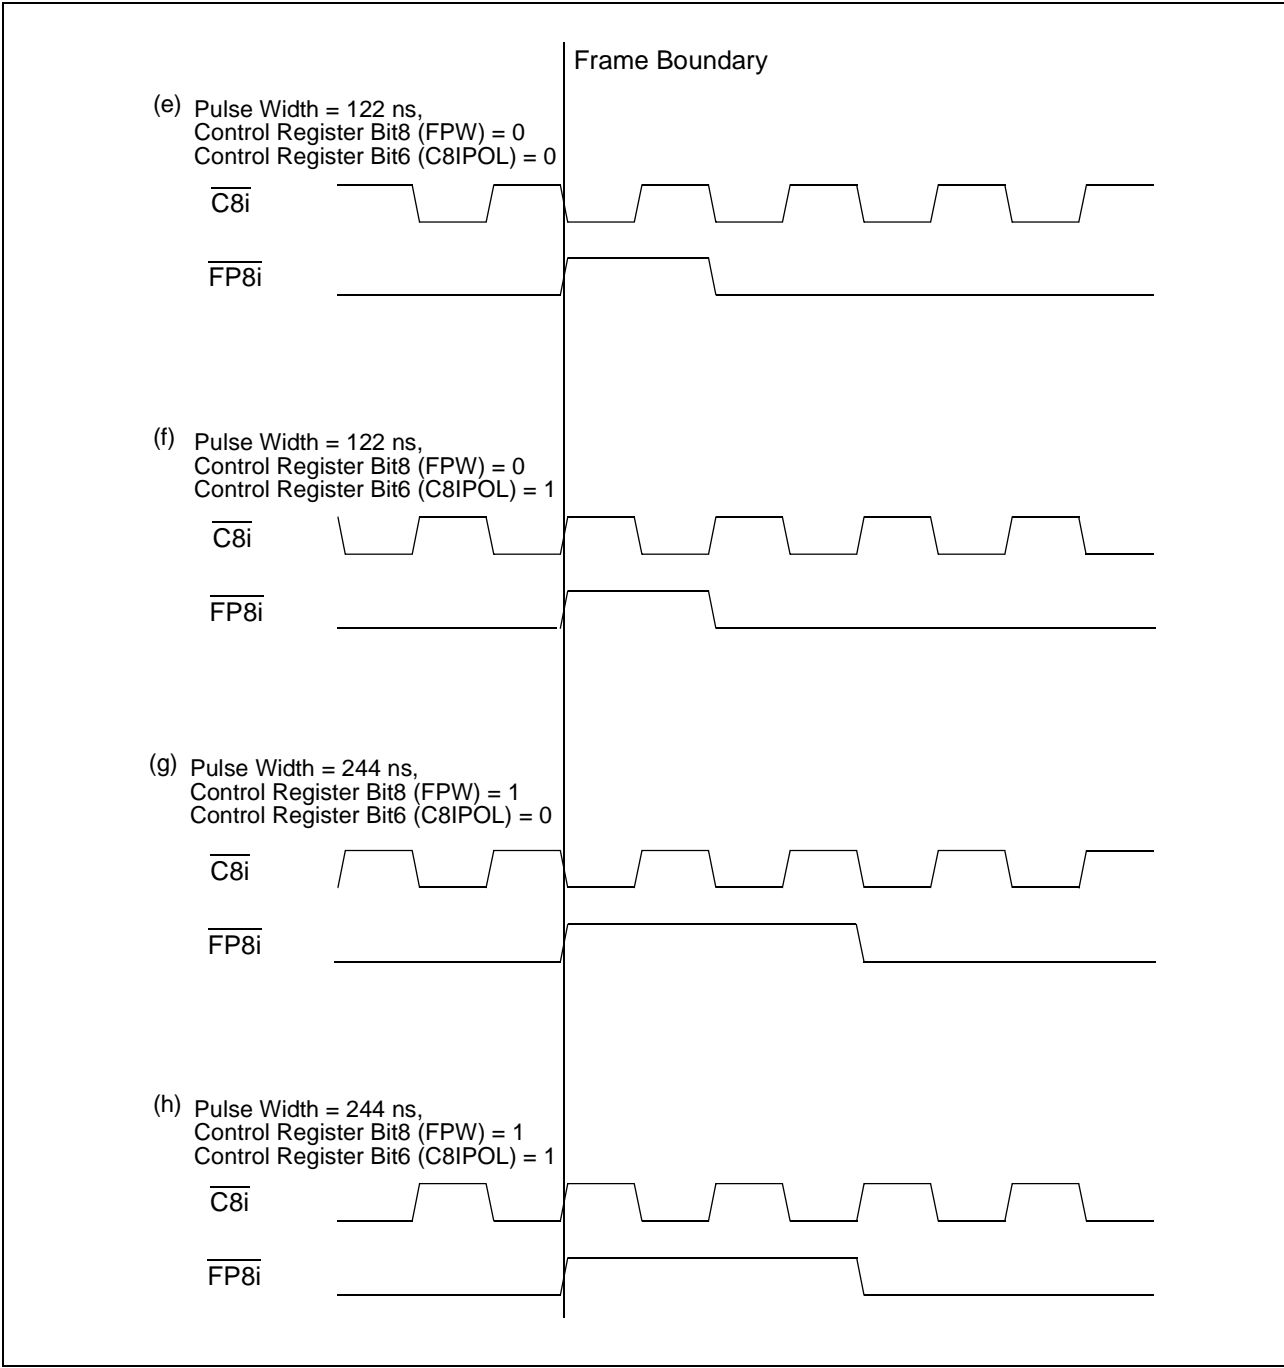 Frame Boundary
(e) Pulse Width = 122 ns,
Control Register Bit8 (FPW) = 0
Control Register Bit6 (C8IPOL) = 0
C8i
FP8i
(f) Pulse Width = 122 ns,
Control Register Bit8 (FPW) = 0
Control Register Bit6 (C8IPOL) = 1
C8i
FP8i
(g) Pulse Width = 244 ns,
Control Register Bit8 (FPW) = 1
Control Register Bit6 (C8IPOL) = 0
C8i
FP8i
(h) Pulse Width = 244 ns,
Control Register Bit8 (FPW) = 1
Control Register Bit6 (C8IPOL) = 1
C8i
FP8i